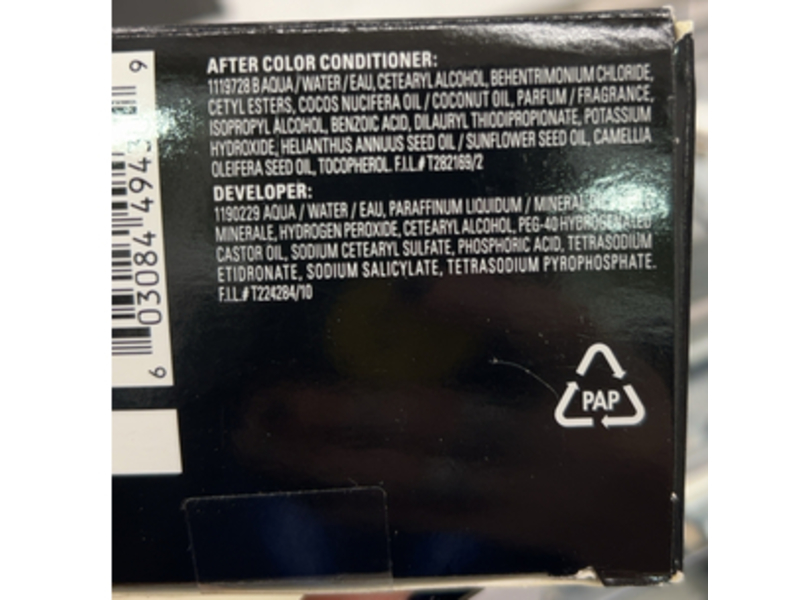 AFTER COLOR CONDITIONER:
1119728 B AQUA / WATER / EAU, CETEARYL ALCOHOL, BEHENTRIMONIUM CHLORIDE,
CETYL ESTERS, COCOS NUCIFERA OIL / COCONUT OIL, PARFUM / FRAGRANCE,
ISOPROPYL ALCOHOL, BENZOIC ACID, DILAURYL THIODIPROPIONATE, POTASSIUM
HYDROXIDE, HELIANTHUS ANNUUS SEED OIL / SUNFLOWER SEED OIL, CAMELLIA
OLEIFERA SEED OIL, TOCOPHEROL. F.I.L.# T282169/2
DEVELOPER:
1190229 AQUA / WATER / EAU, PARAFFINUM LIQUIDUM / MINERAL
MINERALE, HYDROGEN PEROXIDE, CETEARYL ALCOHOL, PEG-40 HYDROGENATED
CASTOR OIL, SODIUM CETEARYL SULFATE, PHOSPHORIC ACID, TETRASODIUM
ETIDRONATE, SODIUM SALICYLATE, TETRASODIUM PYROPHOSPHATE.
F.I.L.# T224284/10
PAP